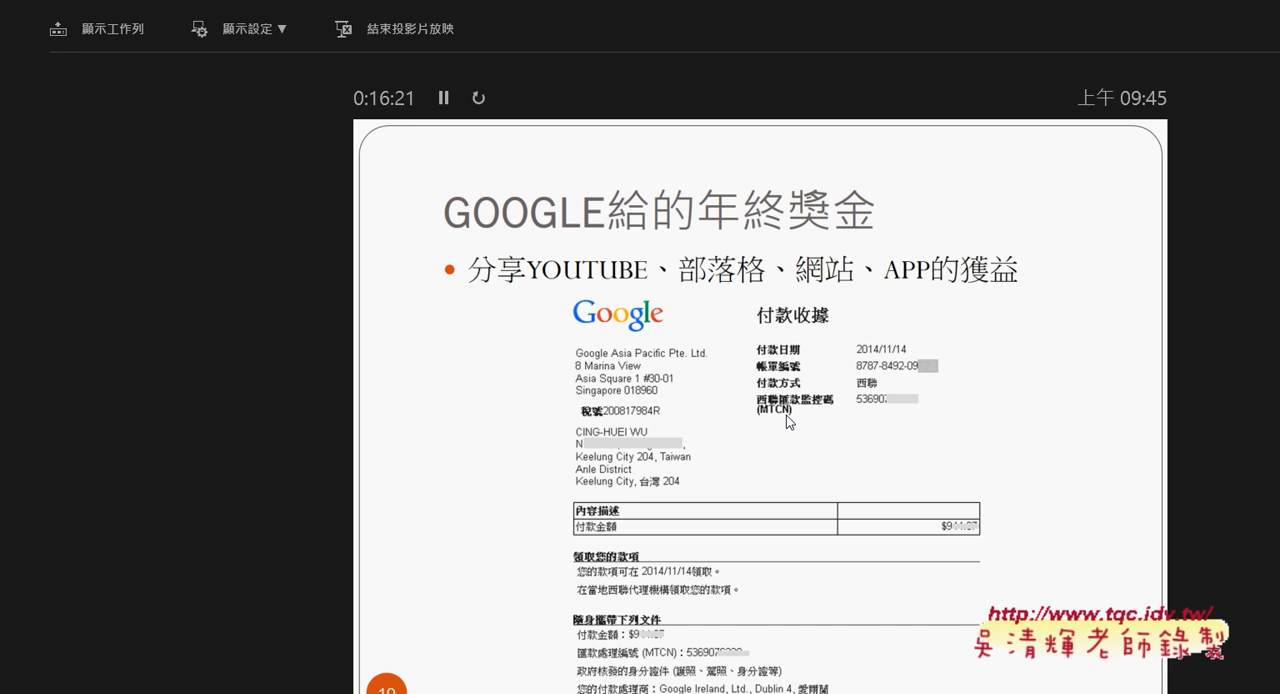 顯示工作列 顯示設定 ▼ 結束投影片放映
0:16:21 上午 09:45
GOOGLE給的年終獎金
• 分享YOUTUBE、部落格、網站、APP的獲益
Google 付款收據
Google Asia Pacific Pte. Ltd.
8 Marina View
Asia Square 1 #30-01
Singapore 018960
稅號200817984R
付款日期 2014/11/14
帳單編號 8787-8492-09
付款方式 西聯
西聯匯款監控碼 53690
(MTCN)
CING-HUEI WU
N
Keelung City 204, Taiwan
Anle District
Keelung City, 台灣 204
內容描述
付款金額 $9
領取您的款項
您的款項可在 2014/11/14領取。
在當地西聯代理機構領取您的款項。
隨身攜帶下列文件
付款金額：$9
匯款處理編號 (MTCN)：53690
政府核發的身分證件 (護照、駕照、身分證等)
您的付款處理商：Google Ireland, Ltd., Dublin 4, 愛爾蘭
10
http://www.tqc.idv.tw/
吳清輝老師錄製